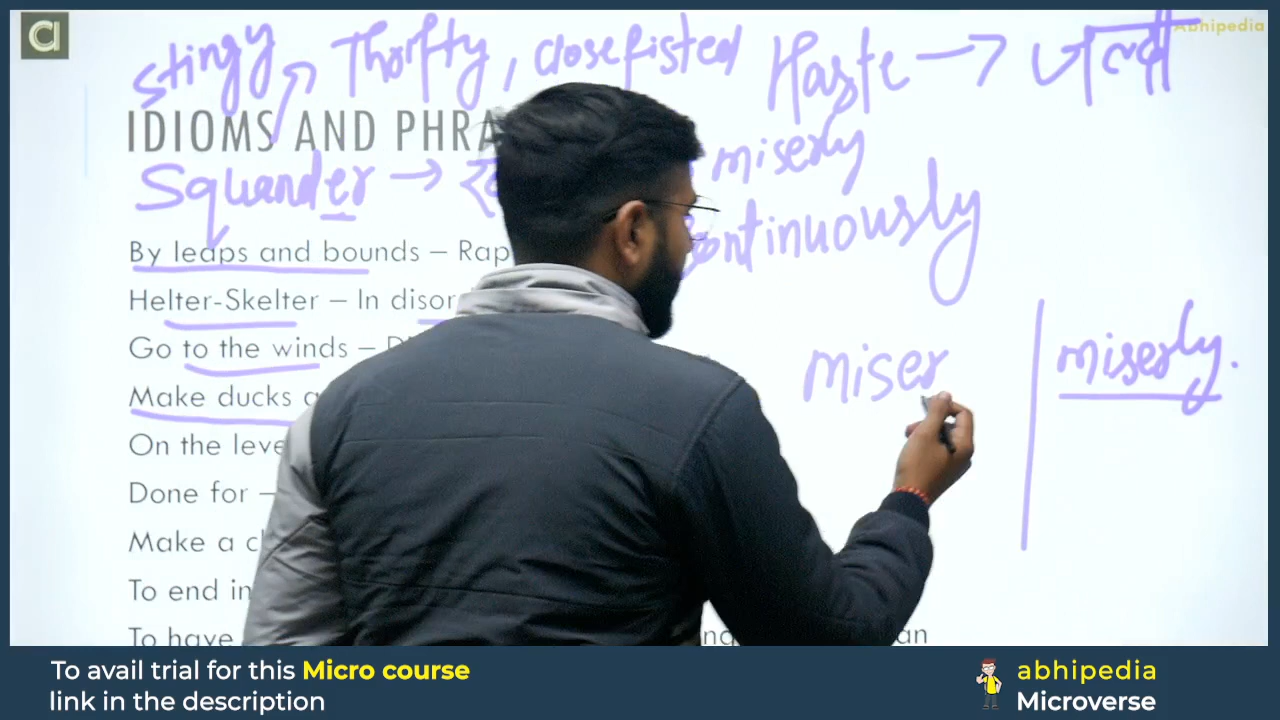 Abhipedia
Stingy, Thrifty, closefisted Haste → जल्दी
IDIOMS AND PHRA
Squander → miserly
continuously
By leaps and bounds – Rap
Helter-Skelter – In disor
Go to the winds –
Make ducks a
miser | miserly.
On the leve
Done for –
Make a c
To end in
To have
To avail trial for this Micro course
link in the description
abhipedia
Microverse